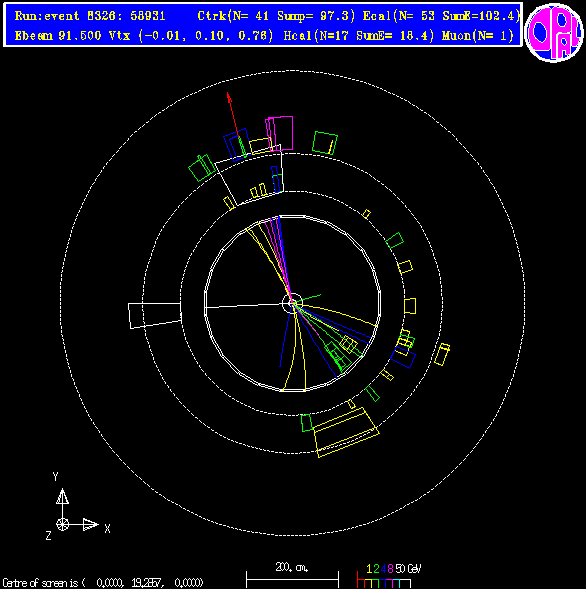 Run:event 8326: 58931 Ctrk(N= 41 Sump= 97.3) Ecal(N= 53 SumE=102.4)
Ebeam 91.500 Vtx (-0.01, 0.10, 0.76) Hcal(N=17 SumE= 18.4) Muon(N= 1)
OPAL
Y
X
Z
200. cm.
1 2 4 8 50 GeV
Centre of screen is ( 0.0000, 19.2857, 0.0000)